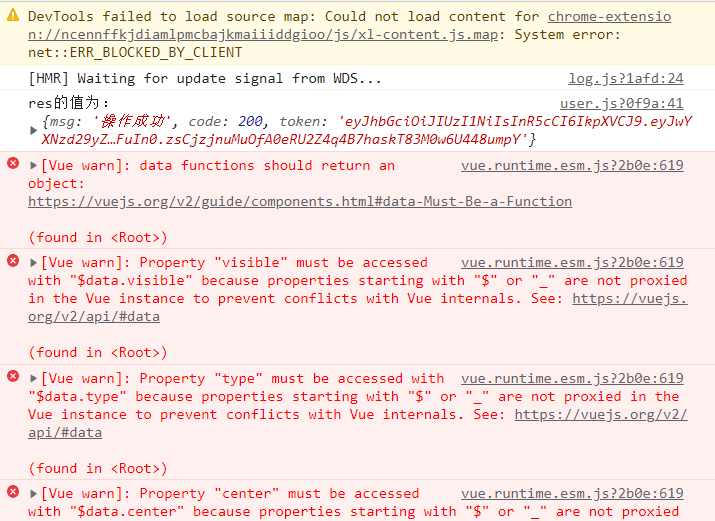 DevTools failed to load source map: Could not load content for chrome-extensio
n://ncennffkjdiamlpmcbajkmaiiiddgioo/js/xl-content.js.map: System error:
net::ERR_BLOCKED_BY_CLIENT
[HMR] Waiting for update signal from WDS... log.js?1afd:24
res的值为: user.js?0f9a:41
{msg: '操作成功', code: 200, token: 'eyJhbGciOiJIUzI1NiIsInR5cCI6IkpXVCJ9.eyJwY
XNzd29yZ…FuIn0.zsCjzjnuMuOfA0eRU2Z4q4B7haskT83M0w6U448umpY'}
[Vue warn]: data functions should return an vue.runtime.esm.js?2b0e:619
object:
https://vuejs.org/v2/guide/components.html#data-Must-Be-a-Function
(found in <Root>)
[Vue warn]: Property "visible" must be accessed vue.runtime.esm.js?2b0e:619
with "$data.visible" because properties starting with "$" or "_" are not proxied
in the Vue instance to prevent conflicts with Vue internals. See: https://vuejs.
org/v2/api/#data
(found in <Root>)
[Vue warn]: Property "type" must be accessed with vue.runtime.esm.js?2b0e:619
"$data.type" because properties starting with "$" or "_" are not proxied in the
Vue instance to prevent conflicts with Vue internals. See: https://vuejs.org/v2/
api/#data
(found in <Root>)
[Vue warn]: Property "center" must be accessed vue.runtime.esm.js?2b0e:619
with "$data.center" because properties starting with "$" or "_" are not proxied